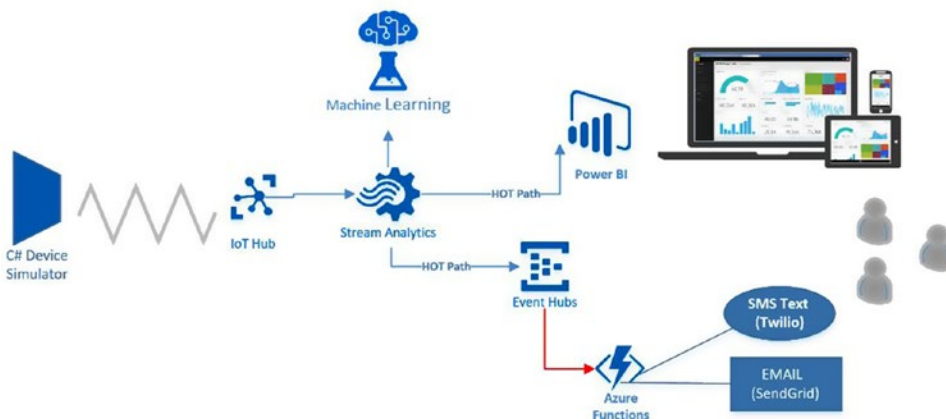 Machine Learning
C# Device
Simulator
IoT Hub
Stream Analytics
HOT Path
Power BI
HOT Path
Event Hubs
SMS Text
(Twilio)
Azure
Functions
EMAIL
(SendGrid)